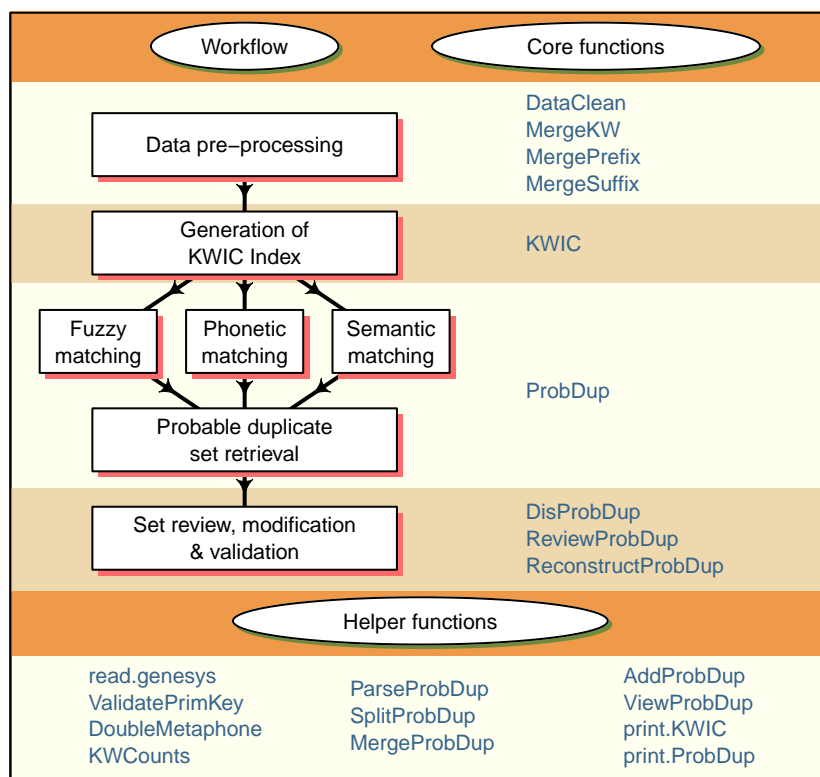 Workflow
Core functions
Data pre−processing
DataClean
MergeKW
MergePrefix
MergeSuffix
Generation of
KWIC Index
KWIC
Fuzzy
matching
Phonetic
matching
Semantic
matching
Probable duplicate
set retrieval
ProbDup
Set review, modification
& validation
DisProbDup
ReviewProbDup
ReconstructProbDup
Helper functions
read.genesys
ValidatePrimKey
DoubleMetaphone
KWCounts
ParseProbDup
SplitProbDup
MergeProbDup
AddProbDup
ViewProbDup
print.KWIC
print.ProbDup